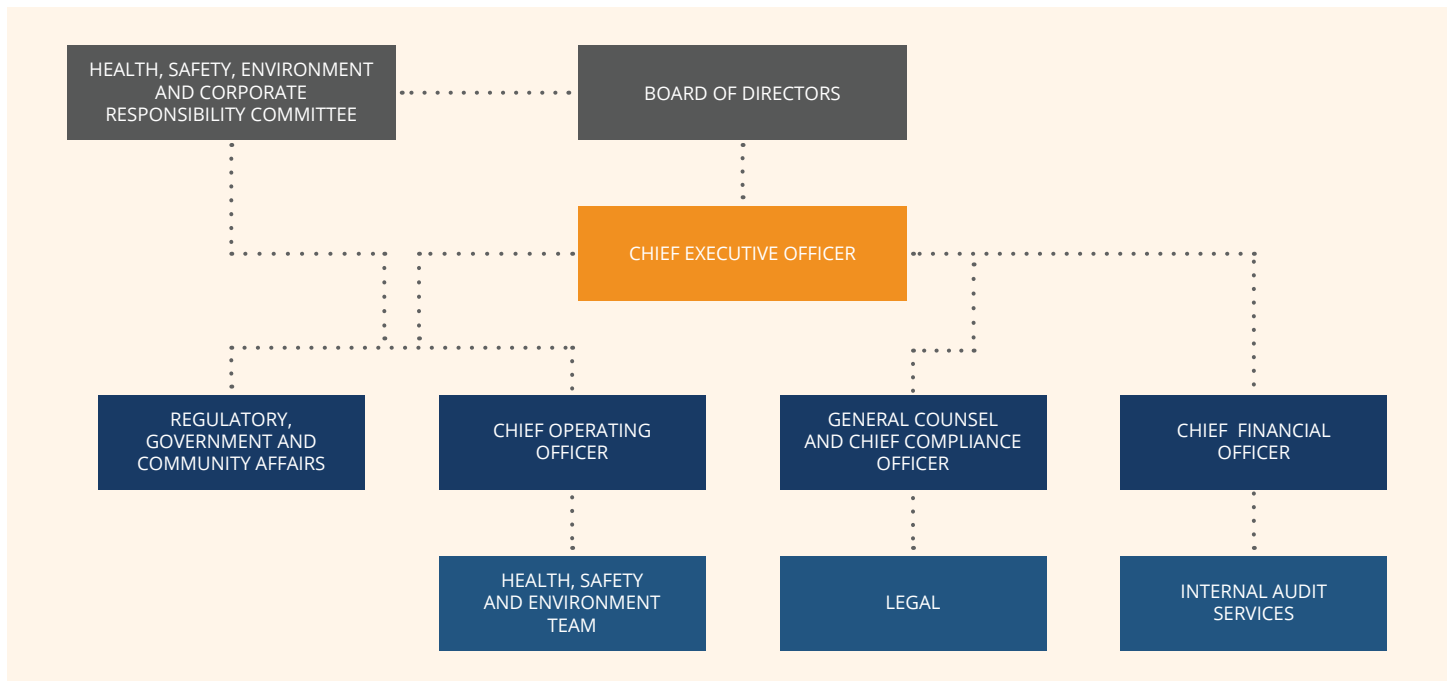 HEALTH, SAFETY, ENVIRONMENT
AND CORPORATE
RESPONSIBILITY COMMITTEE
BOARD OF DIRECTORS
CHIEF EXECUTIVE OFFICER
REGULATORY,
GOVERNMENT AND
COMMUNITY AFFAIRS
CHIEF OPERATING
OFFICER
GENERAL COUNSEL
AND CHIEF COMPLIANCE
OFFICER
CHIEF FINANCIAL
OFFICER
HEALTH, SAFETY
AND ENVIRONMENT
TEAM
LEGAL
INTERNAL AUDIT
SERVICES